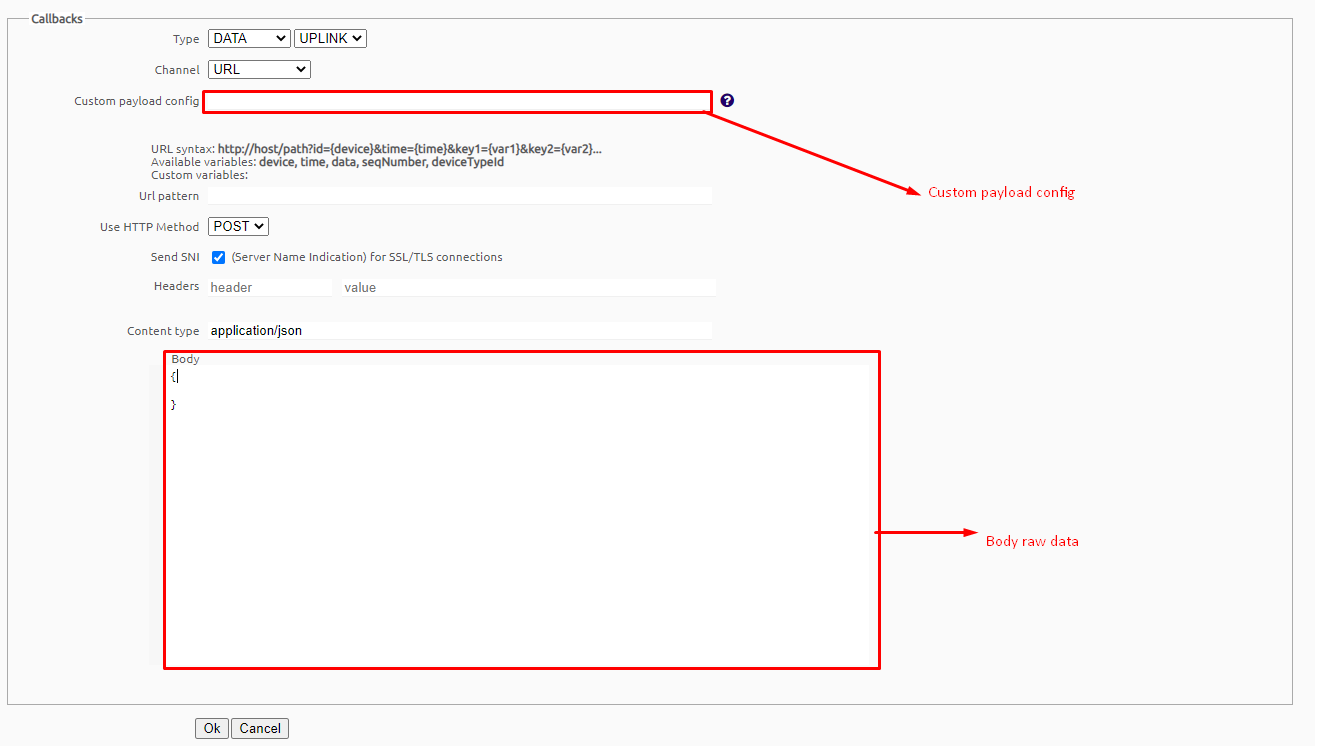 Callbacks
Type DATA UPLINK
Channel URL
Custom payload config ?
URL syntax: http://host/path?id={device}&time={time}&key1={var1}&key2={var2}...
Available variables: device, time, data, seqNumber, deviceTypeId
Custom variables:
Custom payload config
Url pattern
Use HTTP Method POST
Send SNI (Server Name Indication) for SSL/TLS connections
Headers header value
Content type application/json
Body
{
}
Body raw data
Ok Cancel